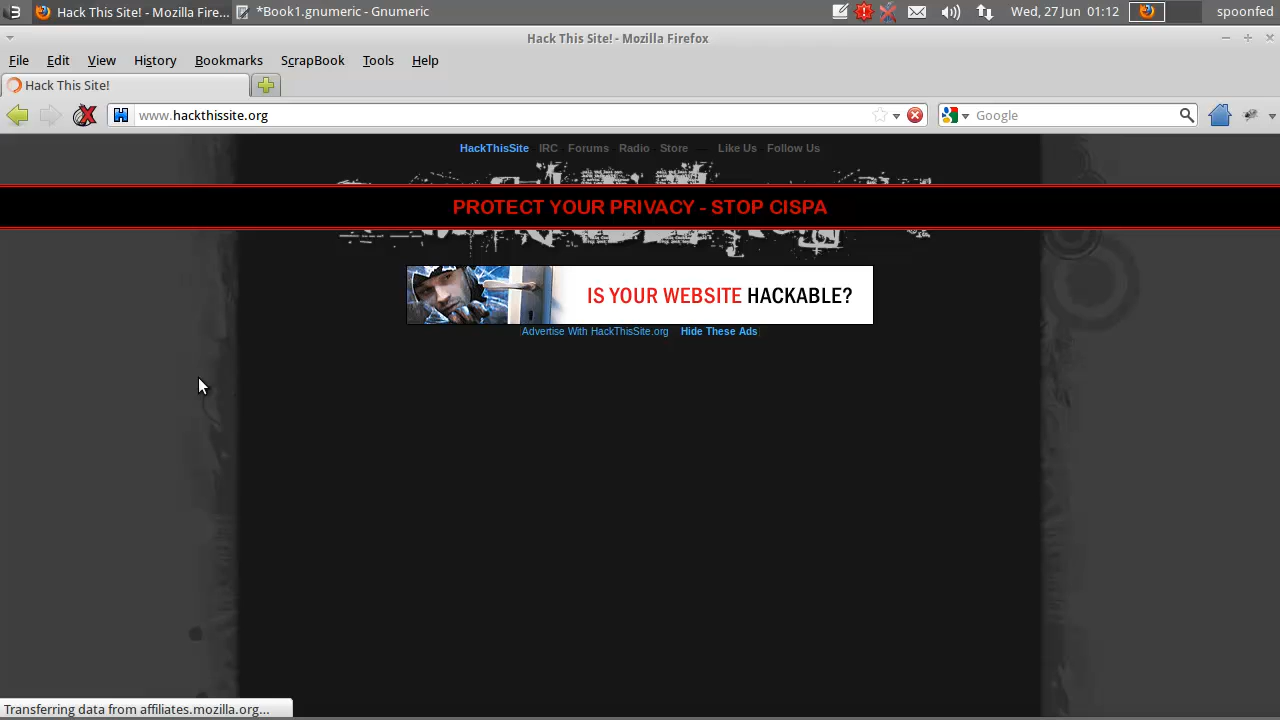 Hack This Site! - Mozilla Fire...
*Book1.gnumeric - Gnumeric
Wed, 27 Jun 01:12
spoonfed
Hack This Site! - Mozilla Firefox
File Edit View History Bookmarks ScrapBook Tools Help
Hack This Site!
www.hackthissite.org
Google
HackThisSite IRC Forums Radio Store — Like Us Follow Us
PROTECT YOUR PRIVACY - STOP CISPA
IS YOUR WEBSITE HACKABLE?
Advertise With HackThisSite.org Hide These Ads
Transferring data from affiliates.mozilla.org...